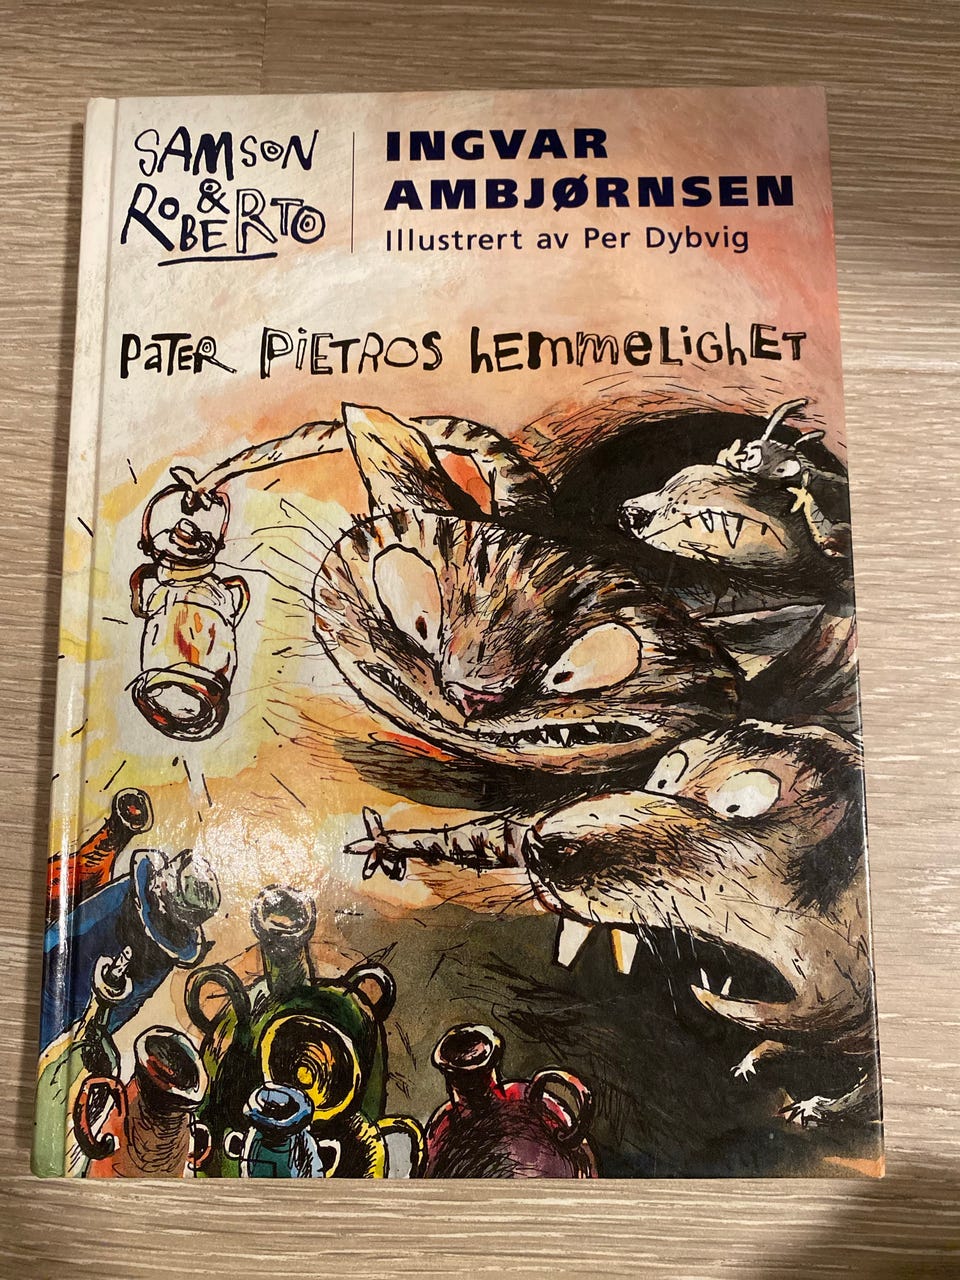 SAMSON
&
ROBERTO
INGVAR
AMBJØRNSEN
Illustrert av Per Dybvig
PATER PIETROS hEmmELIGhET